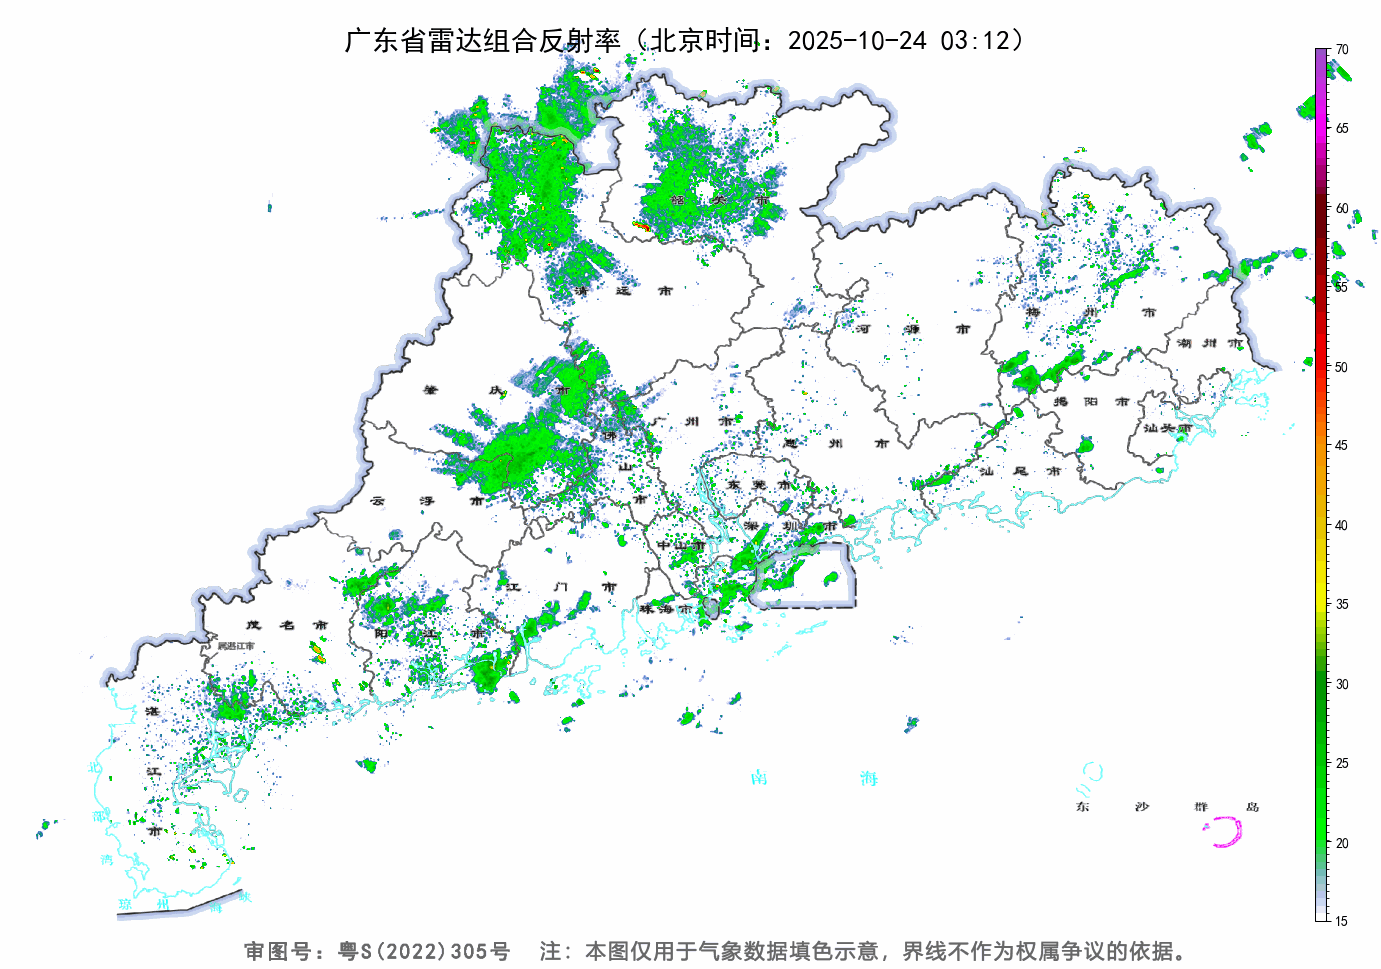 广东省雷达组合反射率（北京时间：2025-10-24 03:12）
70
65
60
55
50
45
40
35
30
25
20
15
韶关市
清远市
河源市
梅州市
潮州市
肇庆市
广州市
佛山市
惠州市
揭阳市
汕头市
云浮市
东莞市
汕尾市
深圳市
中山市
江门市
珠海市
茂名市
阳江市
属湛江市
湛江市
北部湾
南海
东沙群岛
琼州海峡
审图号：粤S(2022)305号 注：本图仅用于气象数据填色示意，界线不作为权属争议的依据。